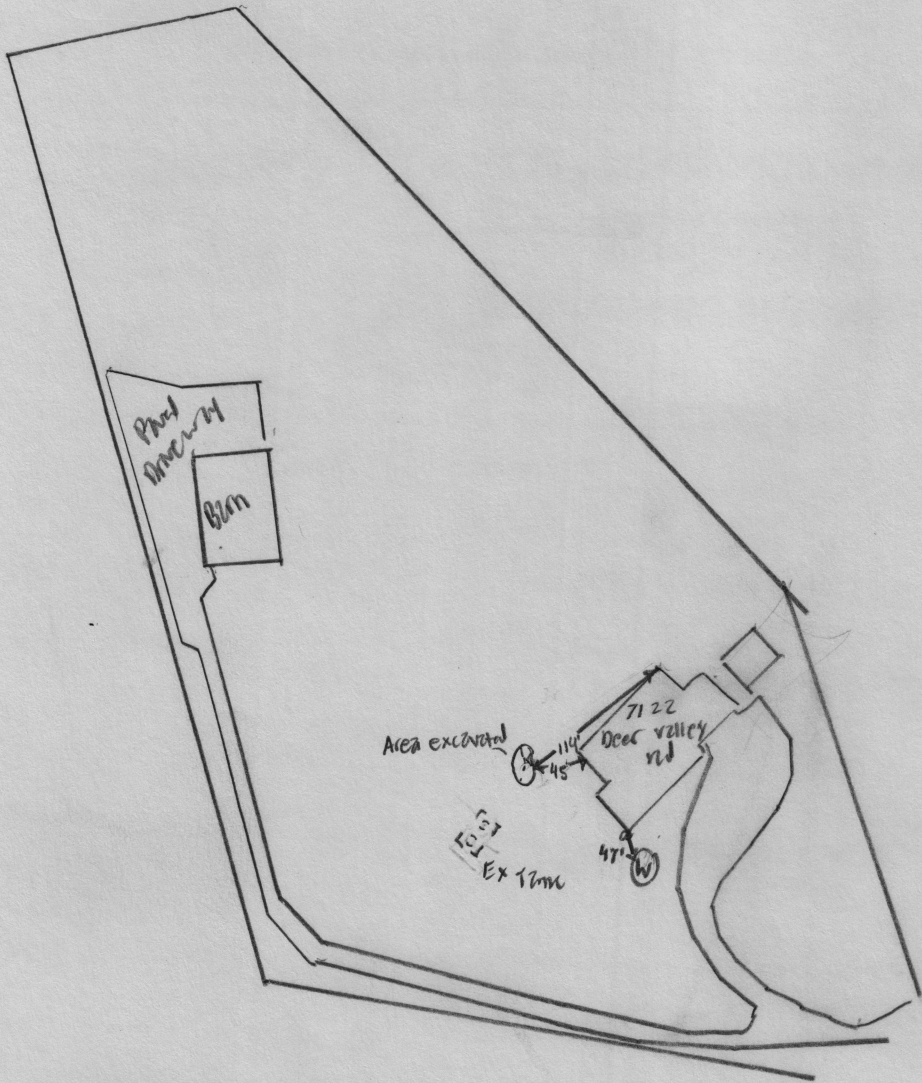 Paved
Driveway
Barn
7122
Deer valley
rd
Area excavated
114'
45'
47'
W
Ex Tank